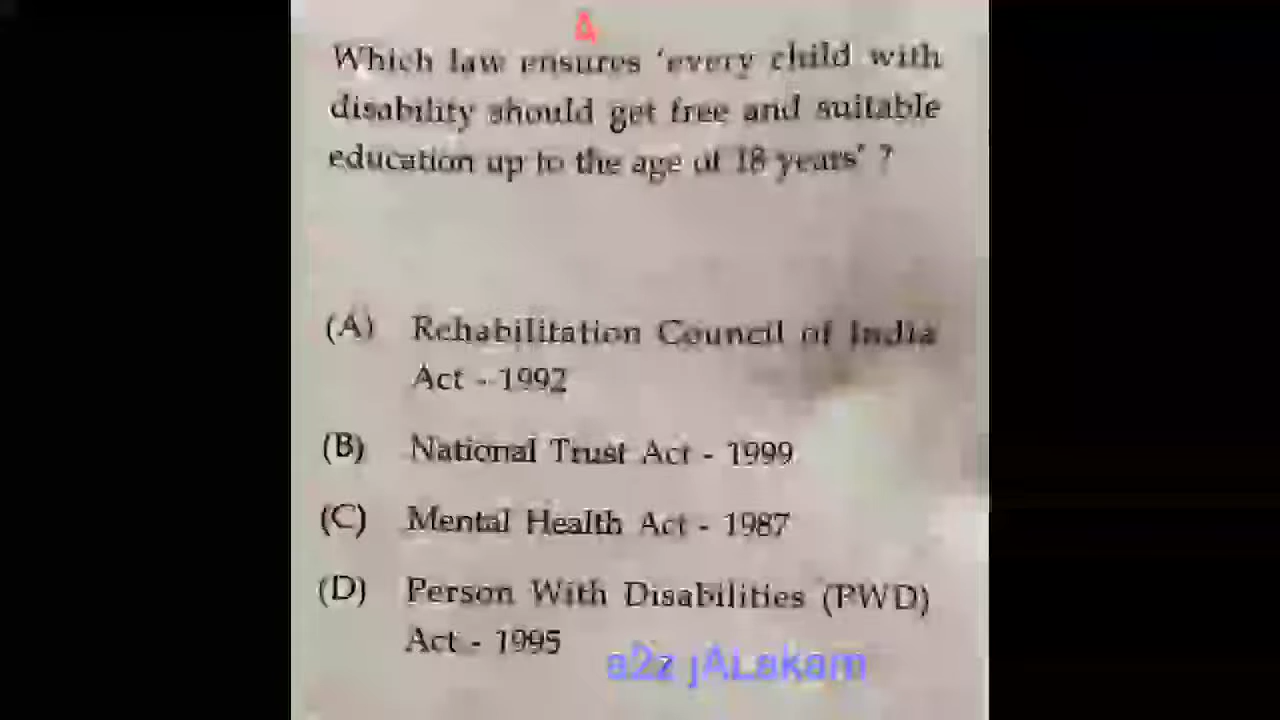 Which law ensures ‘every child with
disability should get free and suitable
education up to the age of 18 years’ ?
(A) Rehabilitation Council of India
Act - 1992
(B) National Trust Act - 1999
(C) Mental Health Act - 1987
(D) Person With Disabilities (PWD)
Act - 1995
a2z jALakam